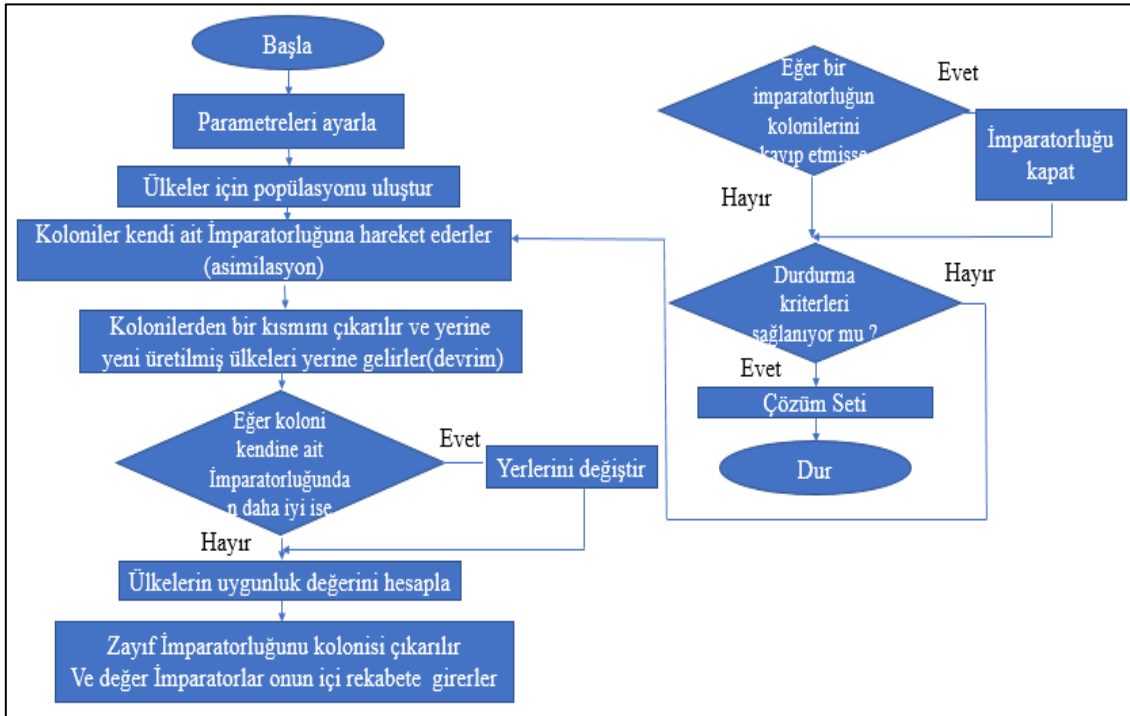 Başla
Parametreleri ayarla
Ülkeler için popülasyonu uluştur
Koloniler kendi ait İmparatorluğuna hareket ederler
(asimilasyon)
Kolonilerden bir kısmını çıkarılır ve yerine
yeni üretilmiş ülkeleri yerine gelirler(devrim)
Eğer koloni
kendine ait
İmparatorluğunda
n daha iyi ise
Evet
Yerlerini değiştir
Hayır
Ülkelerin uygunluk değerini hesapla
Zayıf İmparatorluğunu kolonisi çıkarılır
Ve değer İmparatorlar onun içi rekabete girerler
Eğer bir
imparatorluğun
kolonilerini
kayıp etmisse
Evet
İmparatorluğu
kapat
Hayır
Durdurma
kriterleri
sağlanıyor mu ?
Hayır
Evet
Çözüm Seti
Dur